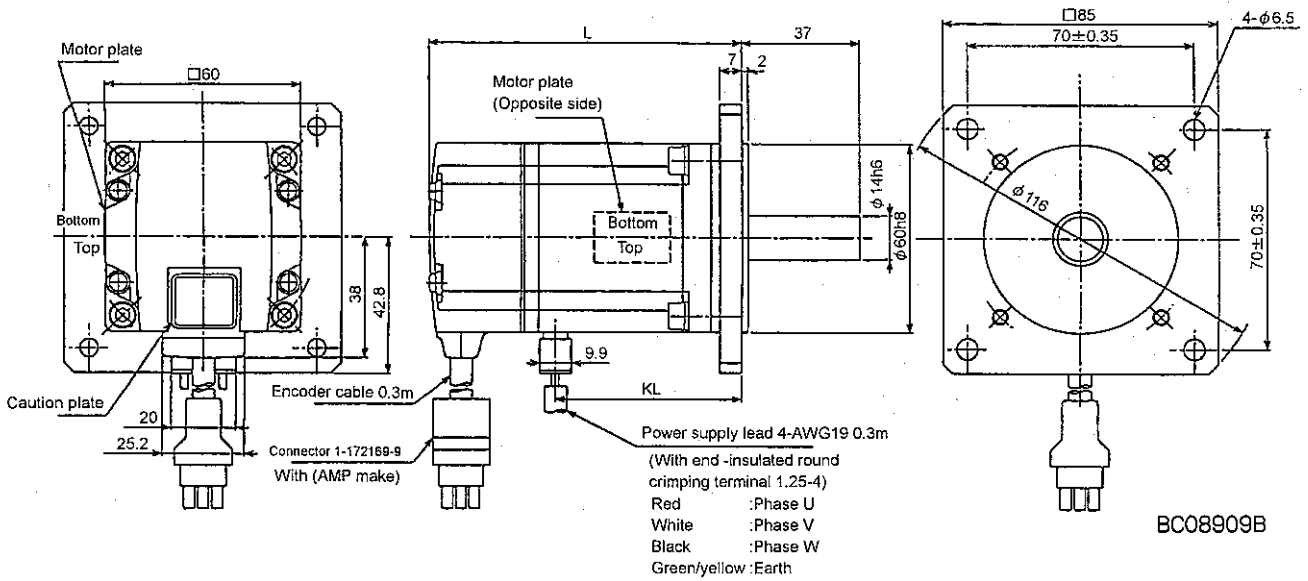 Motor plate
□60
Bottom
Top
38
42.8
Caution plate
20
25.2
L
37
7
2
Motor plate
(Opposite side)
Bottom
Top
φ14h6
φ60h8
9.9
Encoder cable 0.3m
KL
Connector 1-172169-9
With (AMP make)
Power supply lead 4-AWG19 0.3m
(With end -insulated round
crimping terminal 1.25-4)
Red :Phase U
White :Phase V
Black :Phase W
Green/yellow :Earth
□85
70±0.35
4-φ6.5
φ116
70±0.35
BC08909B